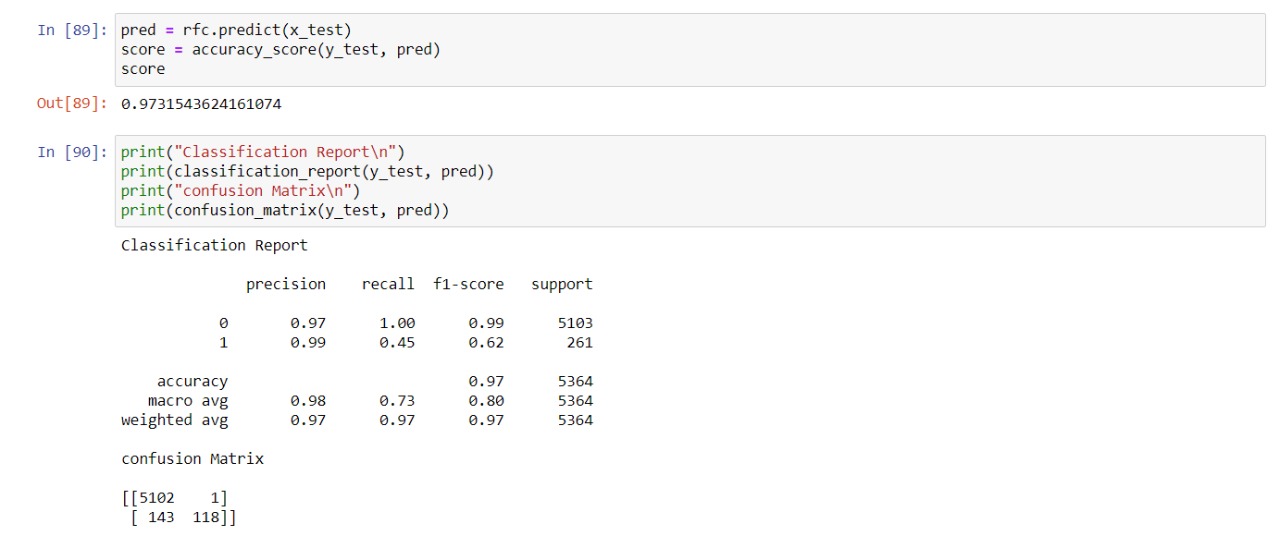 In [89]: pred = rfc.predict(x_test)
score = accuracy_score(y_test, pred)
score
Out[89]: 0.9731543624161074
In [90]: print("Classification Report\n")
print(classification_report(y_test, pred))
print("confusion Matrix\n")
print(confusion_matrix(y_test, pred))
Classification Report
precision recall f1-score support
0 0.97 1.00 0.99 5103
1 0.99 0.45 0.62 261
accuracy 0.97 5364
macro avg 0.98 0.73 0.80 5364
weighted avg 0.97 0.97 0.97 5364
confusion Matrix
[[5102 1]
[ 143 118]]